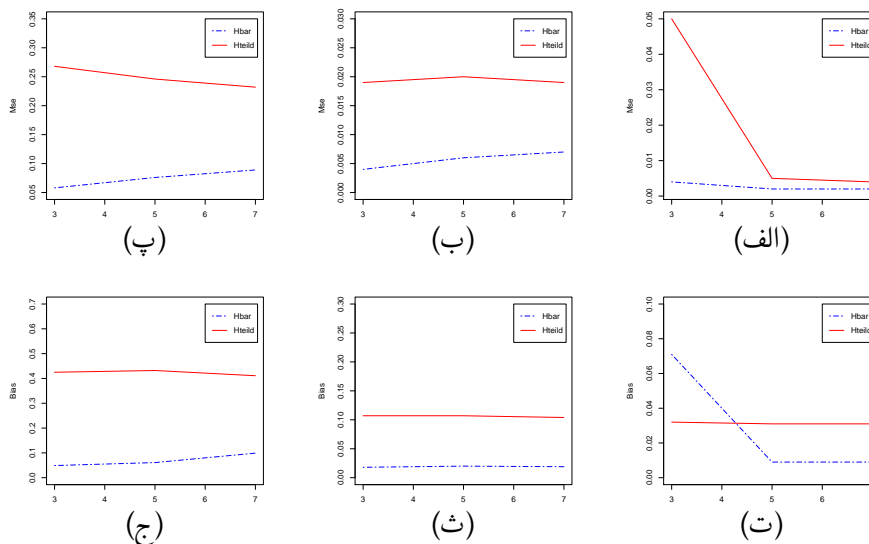 0.05 0.10 0.15 0.20 0.25 0.30 0.35
Mse
Hbar
Hteild
3 4 5 6 7
(پ)
0.000 0.005 0.010 0.015 0.020 0.025 0.030
Mse
Hbar
Hteild
3 4 5 6 7
(ب)
0.00 0.01 0.02 0.03 0.04 0.05
Mse
Hbar
Hteild
3 4 5 6
(الف)
0.0 0.1 0.2 0.3 0.4 0.5 0.6 0.7
Bias
Hbar
Hteild
3 4 5 6 7
(ج)
0.00 0.05 0.10 0.15 0.20 0.25 0.30
Bias
Hbar
Hteild
3 4 5 6 7
(ث)
0.00 0.02 0.04 0.06 0.08 0.10
Bias
Hbar
Hteild
3 4 5 6
(ت)